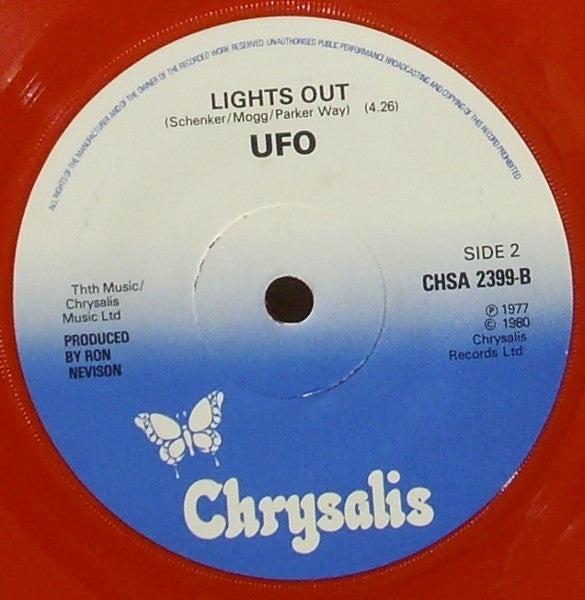 ALL RIGHTS OF THE MANUFACTURER AND OF THE OWNER OF THE RECORDED WORK RESERVED UNAUTHORISED PUBLIC PERFORMANCE BROADCASTING AND COPYING OF THIS RECORD PROHIBITED
LIGHTS OUT
(Schenker/Mogg/Parker Way) (4.26)
UFO
SIDE 2
CHSA 2399-B
Thth Music/
Chrysalis
Music Ltd
℗ 1977
© 1980
Chrysalis
Records Ltd
PRODUCED
BY RON
NEVISON
Chrysalis